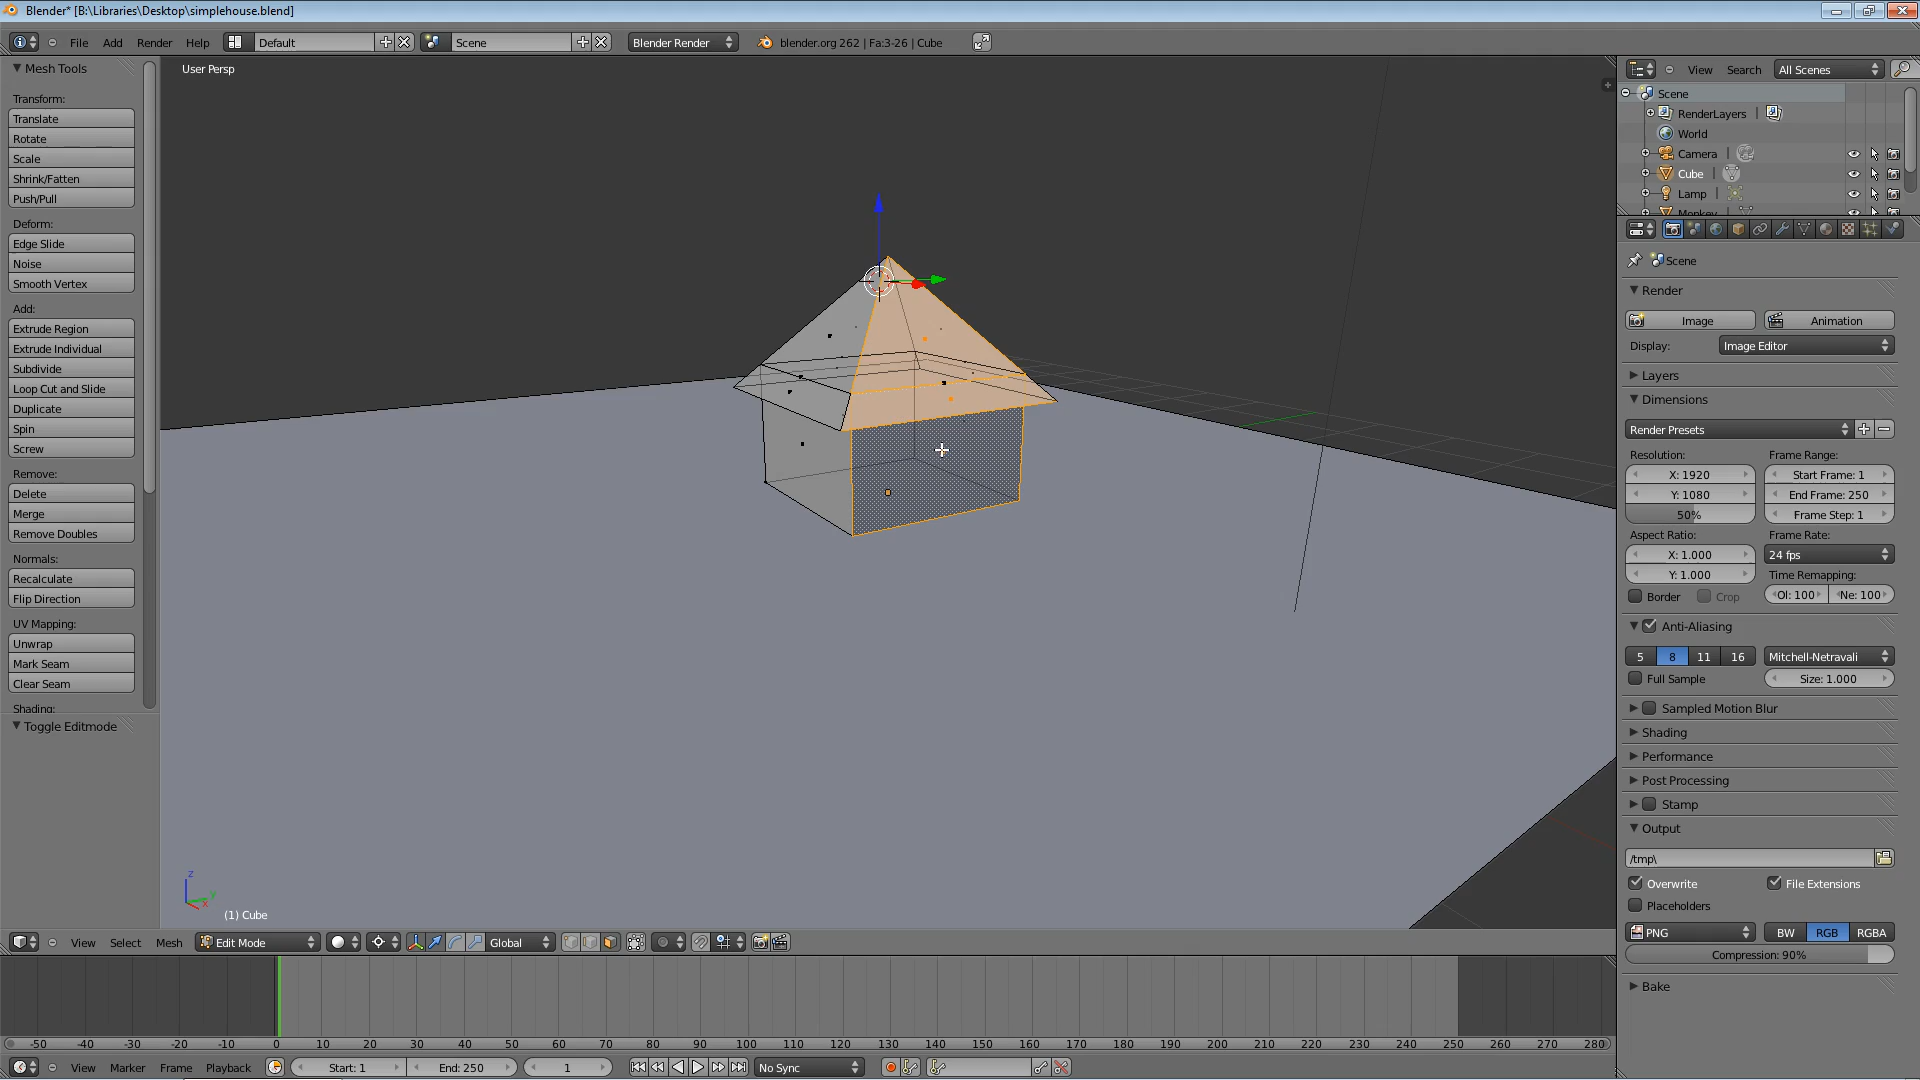 Blender* [B:\Libraries\Desktop\simplehouse.blend]
File Add Render Help Default Scene Blender Render blender.org 262 | Fa:3-26 | Cube
Mesh Tools
Transform:
Translate
Rotate
Scale
Shrink/Fatten
Push/Pull
Deform:
Edge Slide
Noise
Smooth Vertex
Add:
Extrude Region
Extrude Individual
Subdivide
Loop Cut and Slide
Duplicate
Spin
Screw
Remove:
Delete
Merge
Remove Doubles
Normals:
Recalculate
Flip Direction
UV Mapping:
Unwrap
Mark Seam
Clear Seam
Shading:
Toggle Editmode
User Persp
z
y
x
(1) Cube
View Select Mesh Edit Mode Global
View Search All Scenes
Scene
RenderLayers |
World
Camera |
Cube |
Lamp |
Monkey
Scene
Render
Image Animation
Display: Image Editor
Layers
Dimensions
Render Presets
Resolution: Frame Range:
X: 1920 Start Frame: 1
Y: 1080 End Frame: 250
50% Frame Step: 1
Aspect Ratio: Frame Rate:
X: 1.000 24 fps
Y: 1.000 Time Remapping:
Border Crop Ol: 100 Ne: 100
Anti-Aliasing
5 8 11 16 Mitchell-Netravali
Full Sample Size: 1.000
Sampled Motion Blur
Shading
Performance
Post Processing
Stamp
Output
/tmp\
Overwrite File Extensions
Placeholders
PNG BW RGB RGBA
Compression: 90%
Bake
-50 -40 -30 -20 -10 0 10 20 30 40 50 60 70 80 90 100 110 120 130 140 150 160 170 180 190 200 210 220 230 240 250 260 270 280
View Marker Frame Playback Start: 1 End: 250 1 No Sync